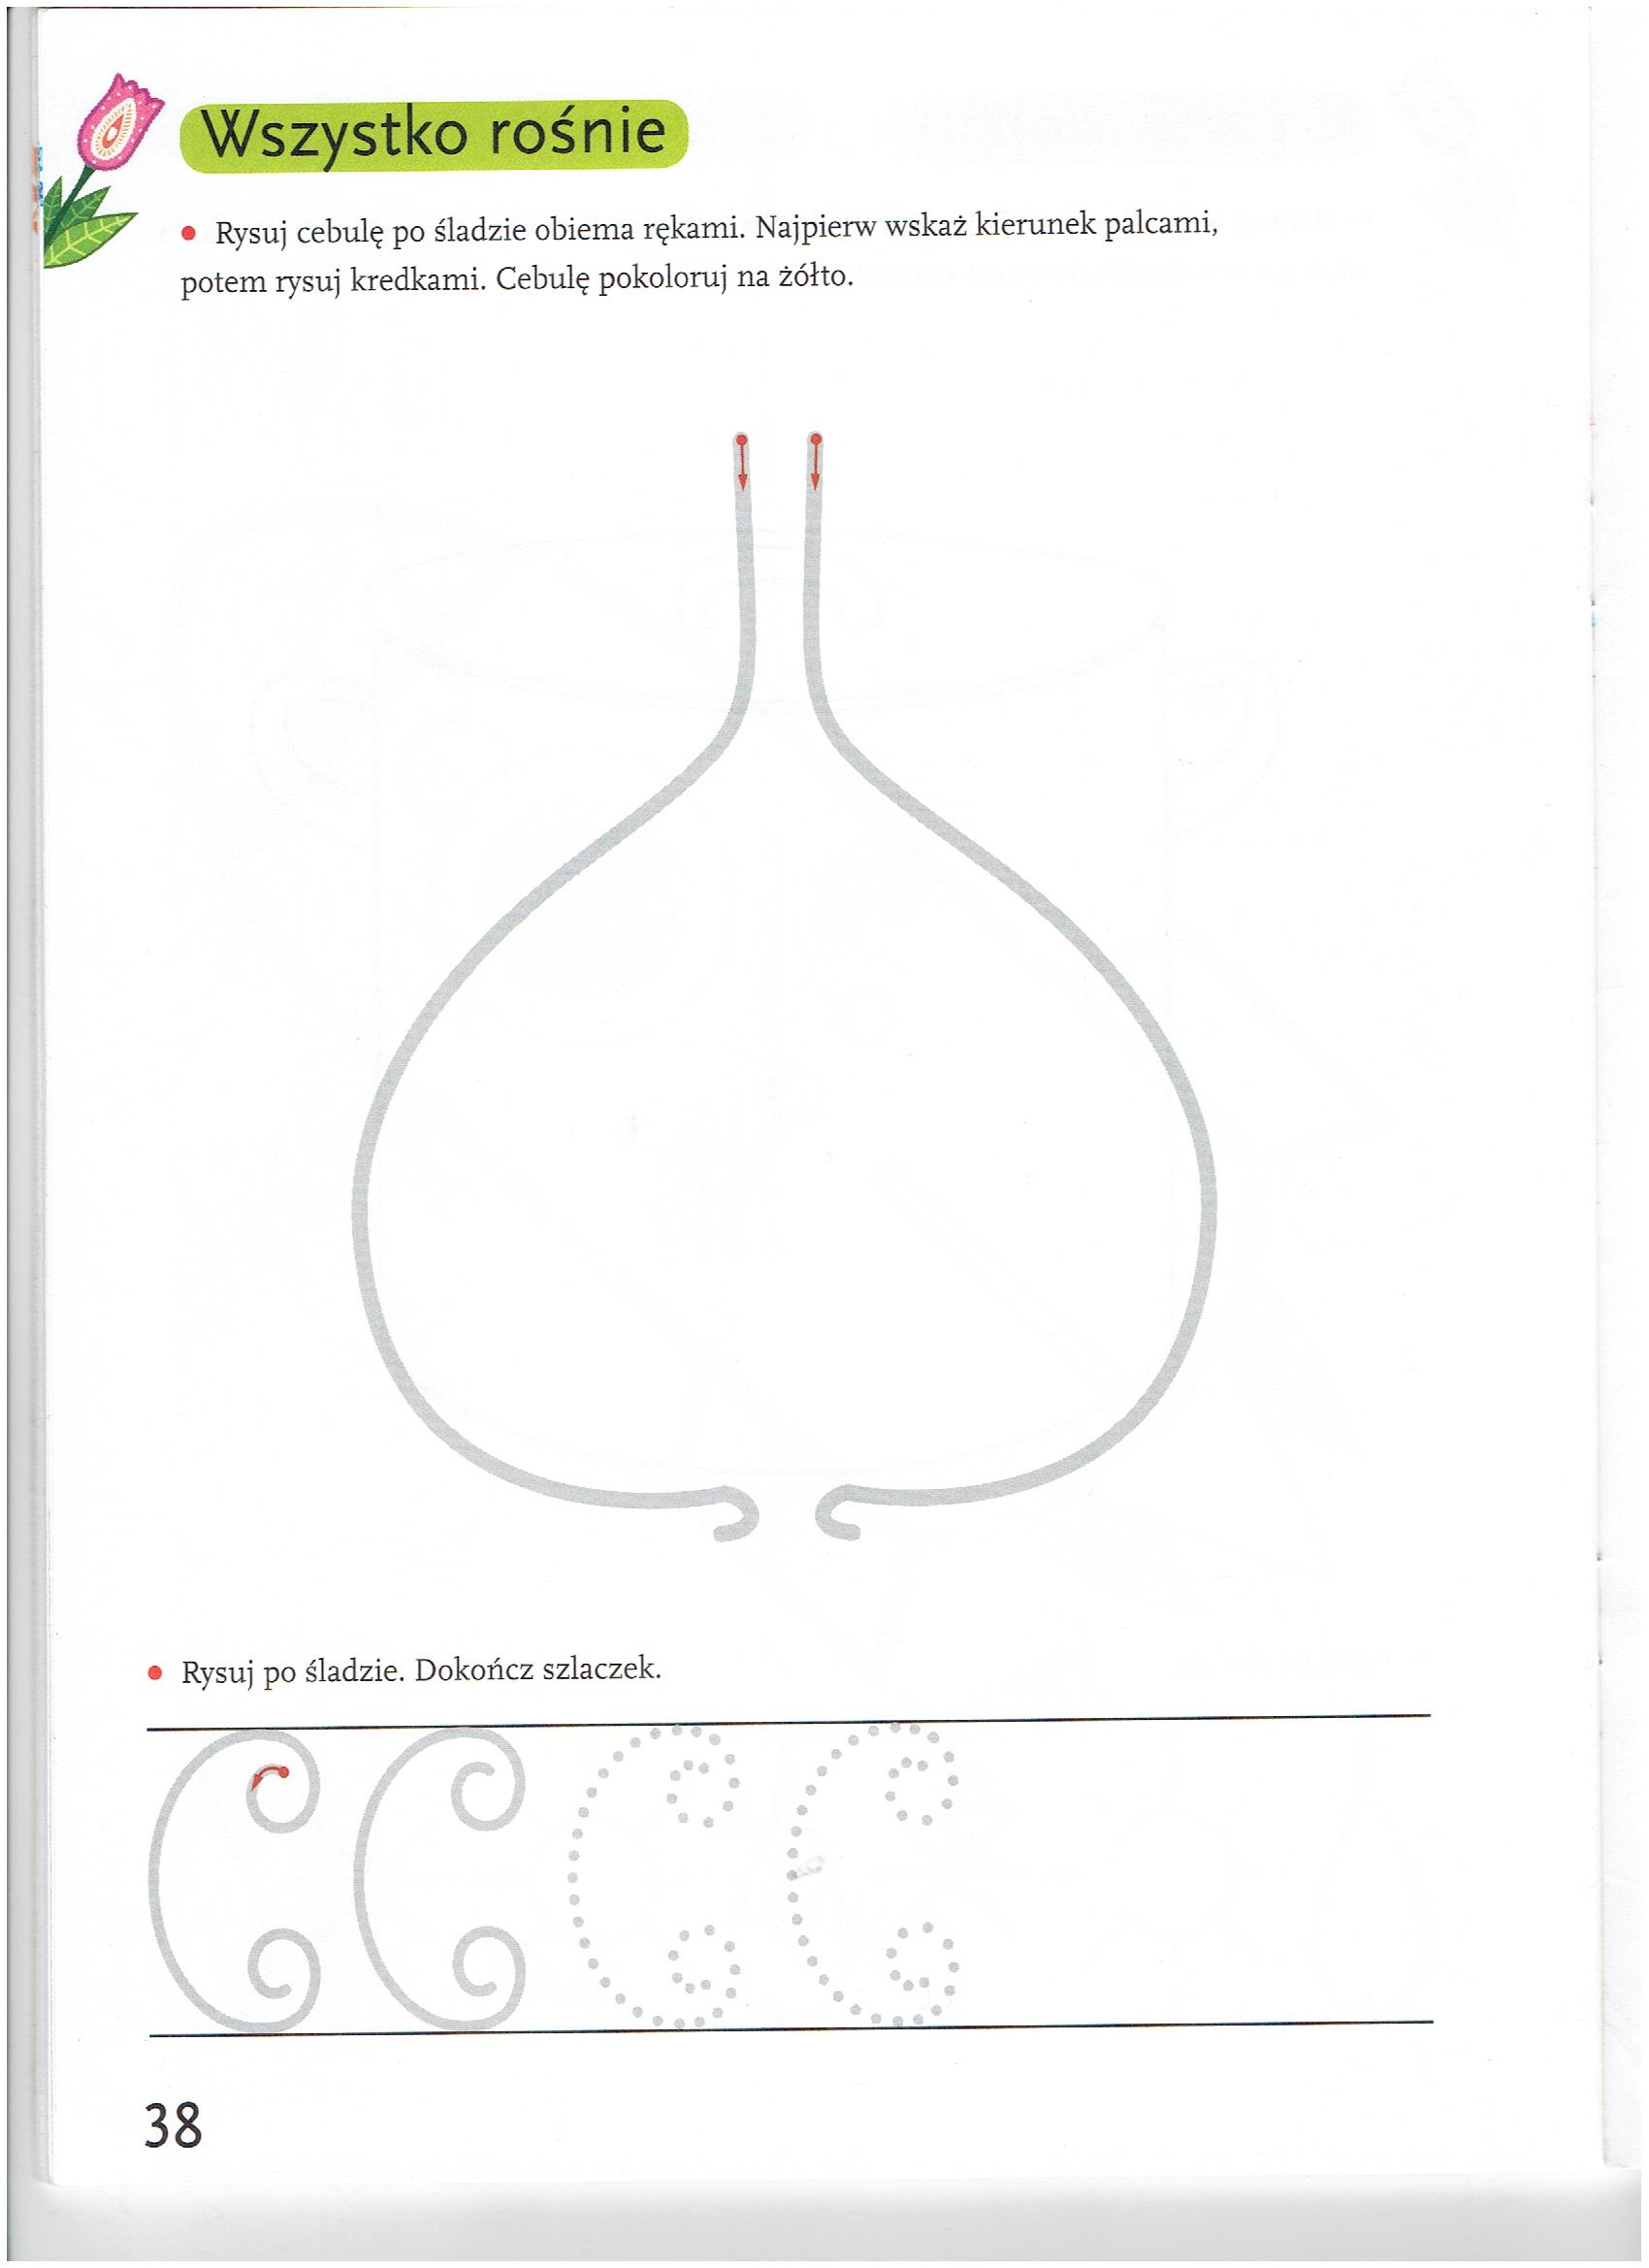 Wszystko rośnie
• Rysuj cebulę po śladzie obiema rękami. Najpierw wskaż kierunek palcami,
potem rysuj kredkami. Cebulę pokoloruj na żółto.
• Rysuj po śladzie. Dokończ szlaczek.
38